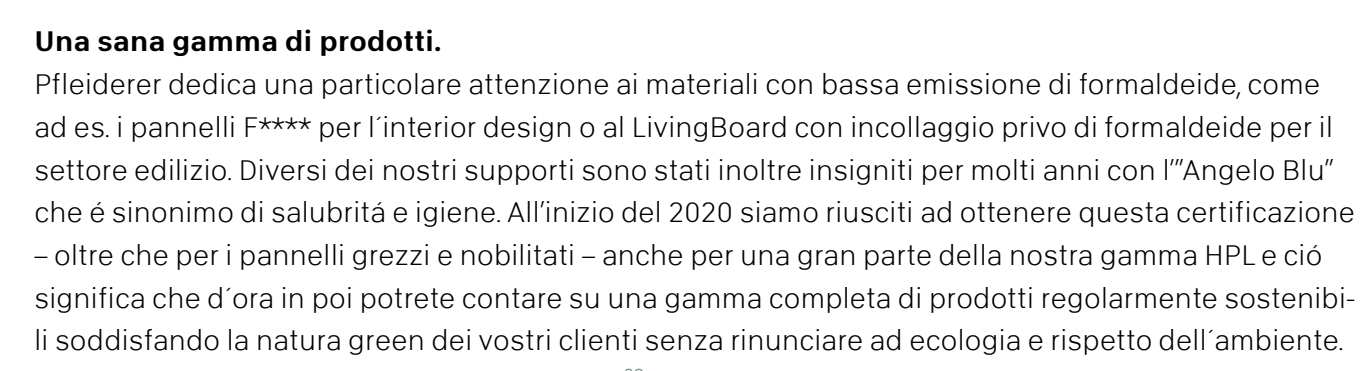 Una sana gamma di prodotti.
Pfleiderer dedica una particolare attenzione ai materiali con bassa emissione di formaldeide, come
ad es. i pannelli F**** per l´interior design o al LivingBoard con incollaggio privo di formaldeide per il
settore edilizio. Diversi dei nostri supporti sono stati inoltre insigniti per molti anni con l’”Angelo Blu”
che é sinonimo di salubritá e igiene. All’inizio del 2020 siamo riusciti ad ottenere questa certificazione
– oltre che per i pannelli grezzi e nobilitati – anche per una gran parte della nostra gamma HPL e ció
significa che d´ora in poi potrete contare su una gamma completa di prodotti regolarmente sostenibi-
li soddisfando la natura green dei vostri clienti senza rinunciare ad ecologia e rispetto dell´ambiente.